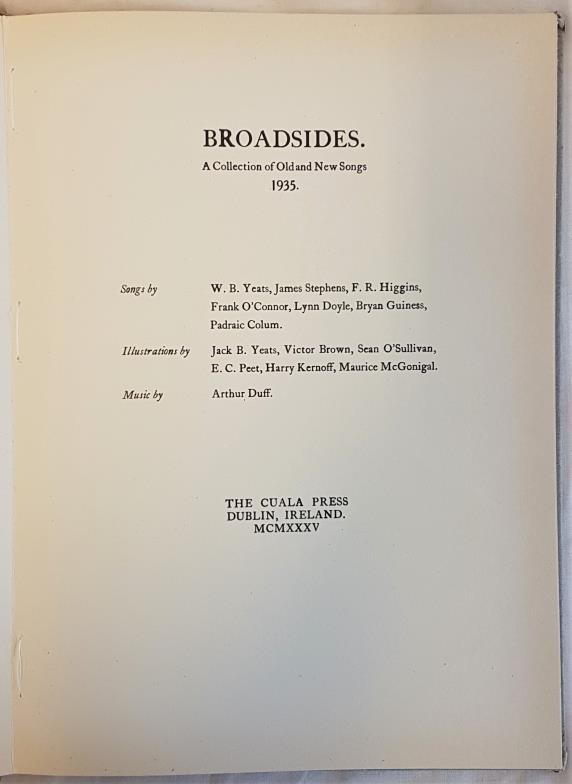 BROADSIDES.
A Collection of Old and New Songs
1935.
Songs by W. B. Yeats, James Stephens, F. R. Higgins,
Frank O'Connor, Lynn Doyle, Bryan Guiness,
Padraic Colum.
Illustrations by Jack B. Yeats, Victor Brown, Sean O'Sullivan,
E. C. Peet, Harry Kernoff, Maurice McGonigal.
Music by Arthur Duff.
THE CUALA PRESS
DUBLIN, IRELAND.
MCMXXXV